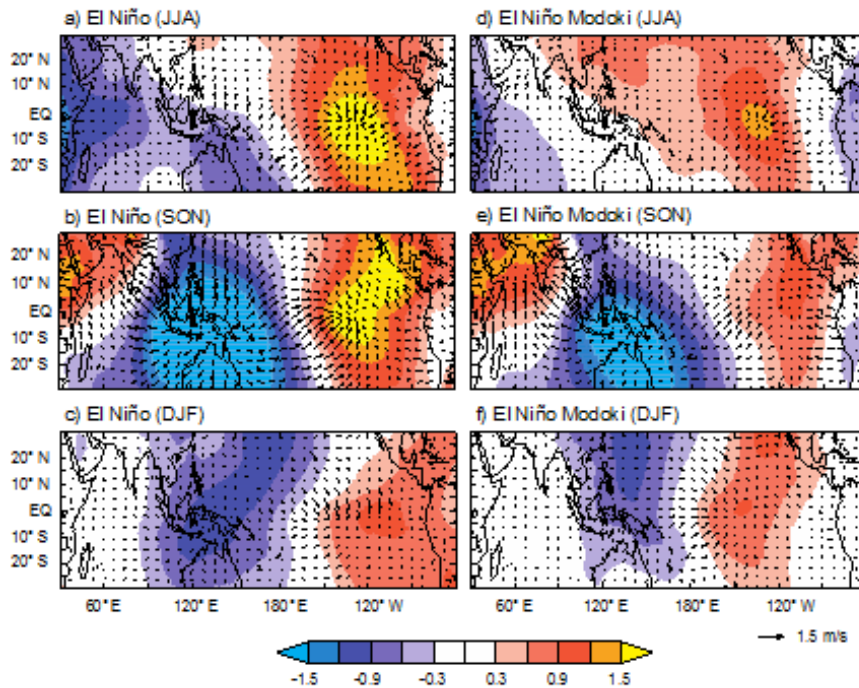 a) El Niño (JJA)
d) El Niño Modoki (JJA)
20° N
10° N
EQ
10° S
20° S
b) El Niño (SON)
e) El Niño Modoki (SON)
20° N
10° N
EQ
10° S
20° S
c) El Niño (DJF)
f) El Niño Modoki (DJF)
20° N
10° N
EQ
10° S
20° S
60° E 120° E 180° E 120° W 60° E 120° E 180° E 120° W
1.5 m/s
-1.5 -0.9 -0.3 0.3 0.9 1.5